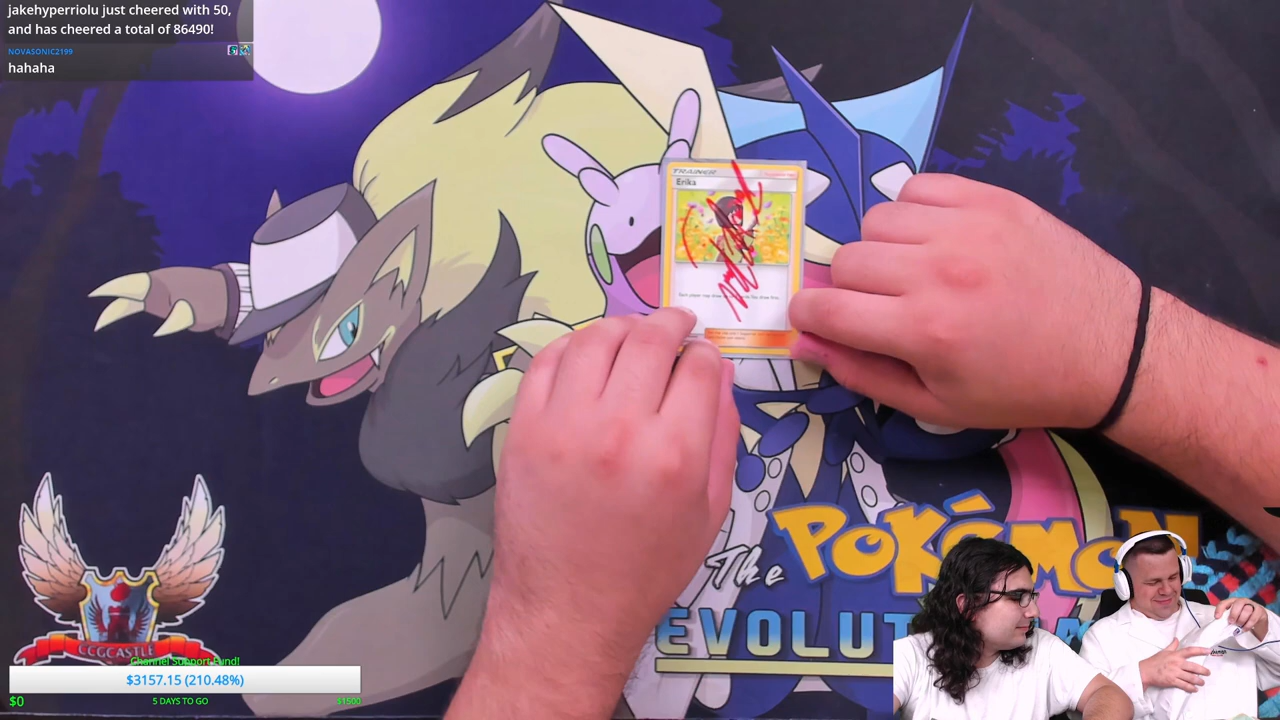 jakehyperriolu just cheered with 50,
and has cheered a total of 86490!
NOVASONIC2199
hahaha
TRAINER
Erika
The POKÉMON
EVOLUT
CCGCASTLE
Channel Support Fund!
$3157.15 (210.48%)
$0
5 DAYS TO GO
$1500